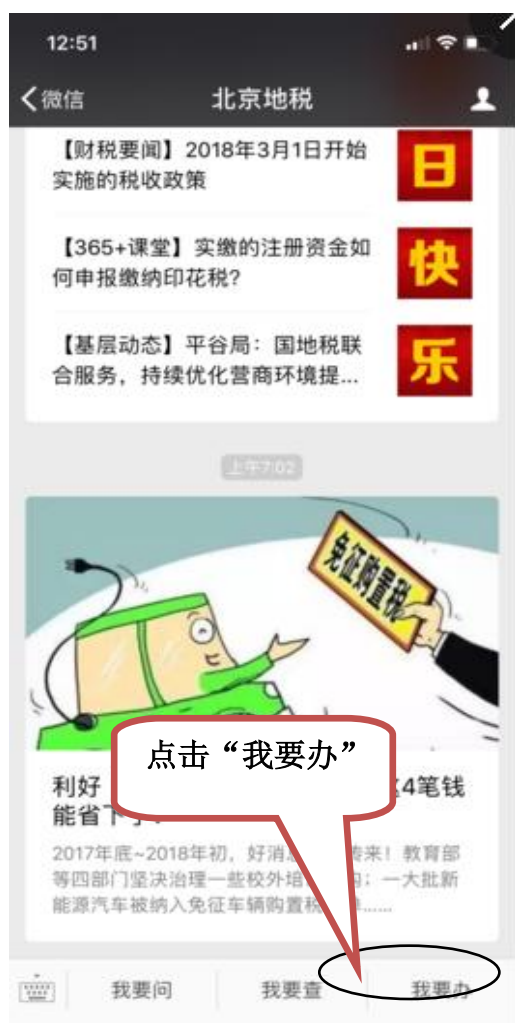 12:51
微信
北京地税
【财税要闻】2018年3月1日开始
实施的税收政策
日
【365+课堂】实缴的注册资金如
何申报缴纳印花税?
快
【基层动态】平谷局：国地税联
合服务，持续优化营商环境提...
乐
上午7:02
免征购置税
点击“我要办”
利好
4笔钱
能省下
2017年底~2018年初，好消
传来！教育部
等四部门坚决治理一些校外培
一大批新
能源汽车被纳入免征车辆购置税
......
我要问
我要查
我要办